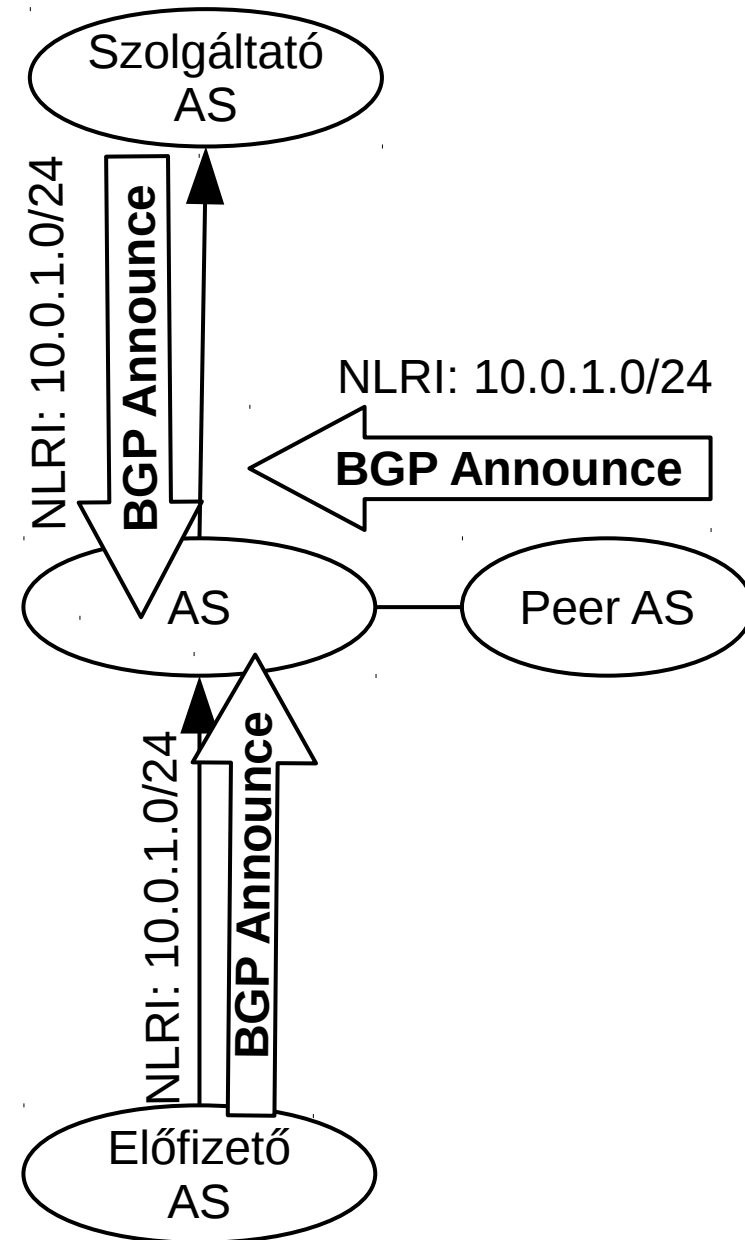 Szolgáltató
AS
NLRI: 10.0.1.0/24
BGP Announce
NLRI: 10.0.1.0/24
BGP Announce
AS
Peer AS
NLRI: 10.0.1.0/24
BGP Announce
Előfizető
AS